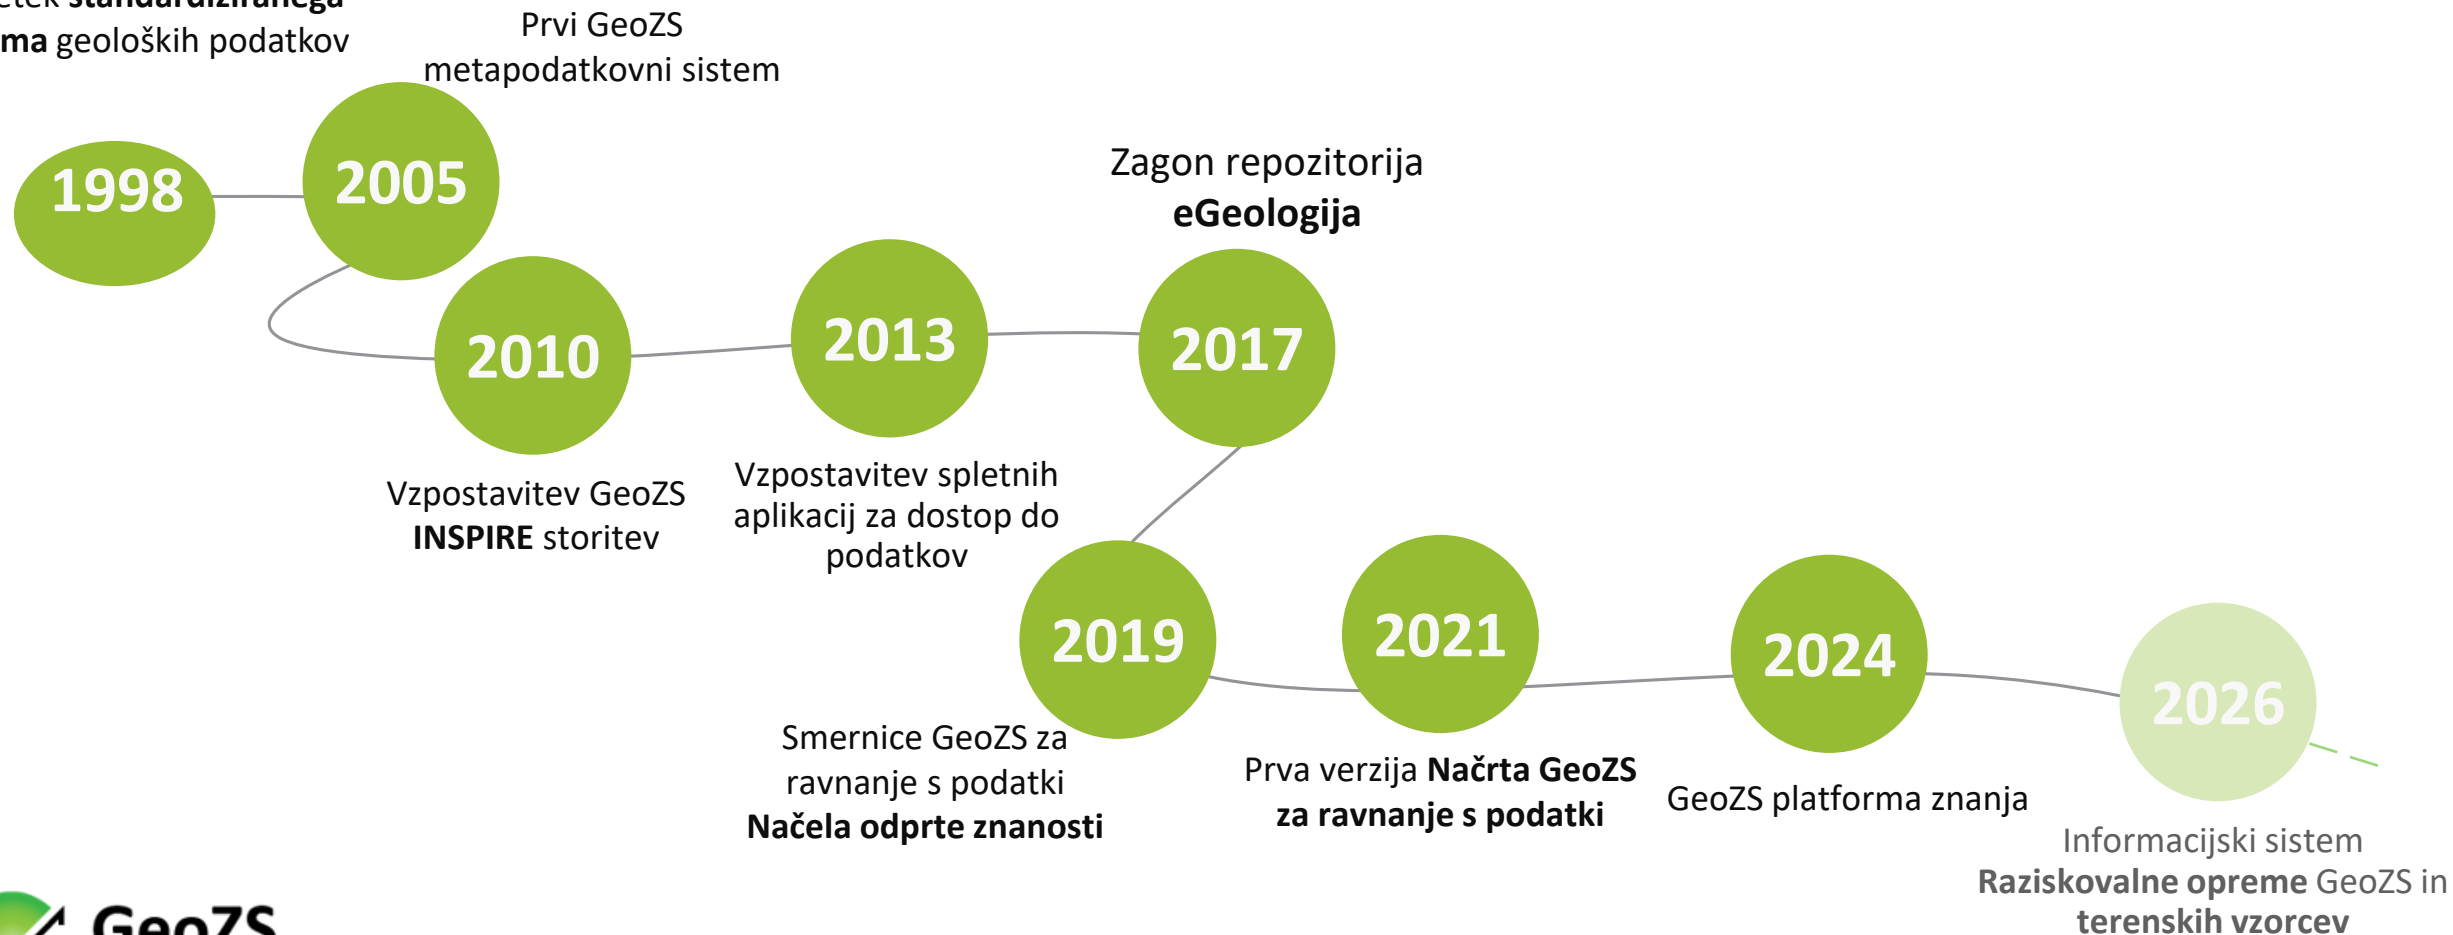 standardiziranega
geoloških podatkov
1998
Prvi GeoZS
metapodatkovni sistem
2005
2010
Vzpostavitev GeoZS
INSPIRE storitev
2013
Vzpostavitev spletnih
aplikacij za dostop do
podatkov
Zagon repozitorija
eGeologija
2017
2019
Smernice GeoZS za
ravnanje s podatki
Načela odprte znanosti
2021
Prva verzija Načrta GeoZS
za ravnanje s podatki
2024
GeoZS platforma znanja
2026
Informacijski sistem
Raziskovalne opreme GeoZS in
terenskih vzorcev
GeoZS